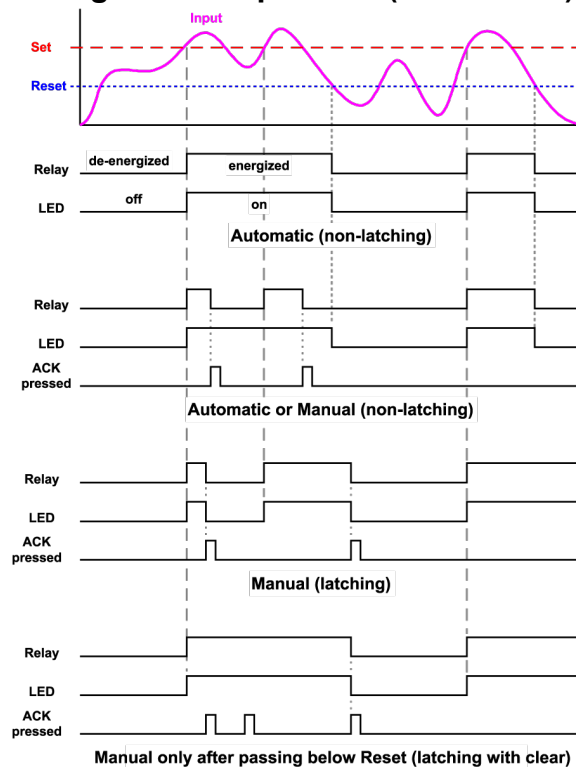 Input
Set
Reset
de-energized
energized
Relay
off
on
LED
Automatic (non-latching)
Relay
LED
ACK
pressed
Automatic or Manual (non-latching)
Relay
LED
ACK
pressed
Manual (latching)
Relay
LED
ACK
pressed
Manual only after passing below Reset (latching with clear)